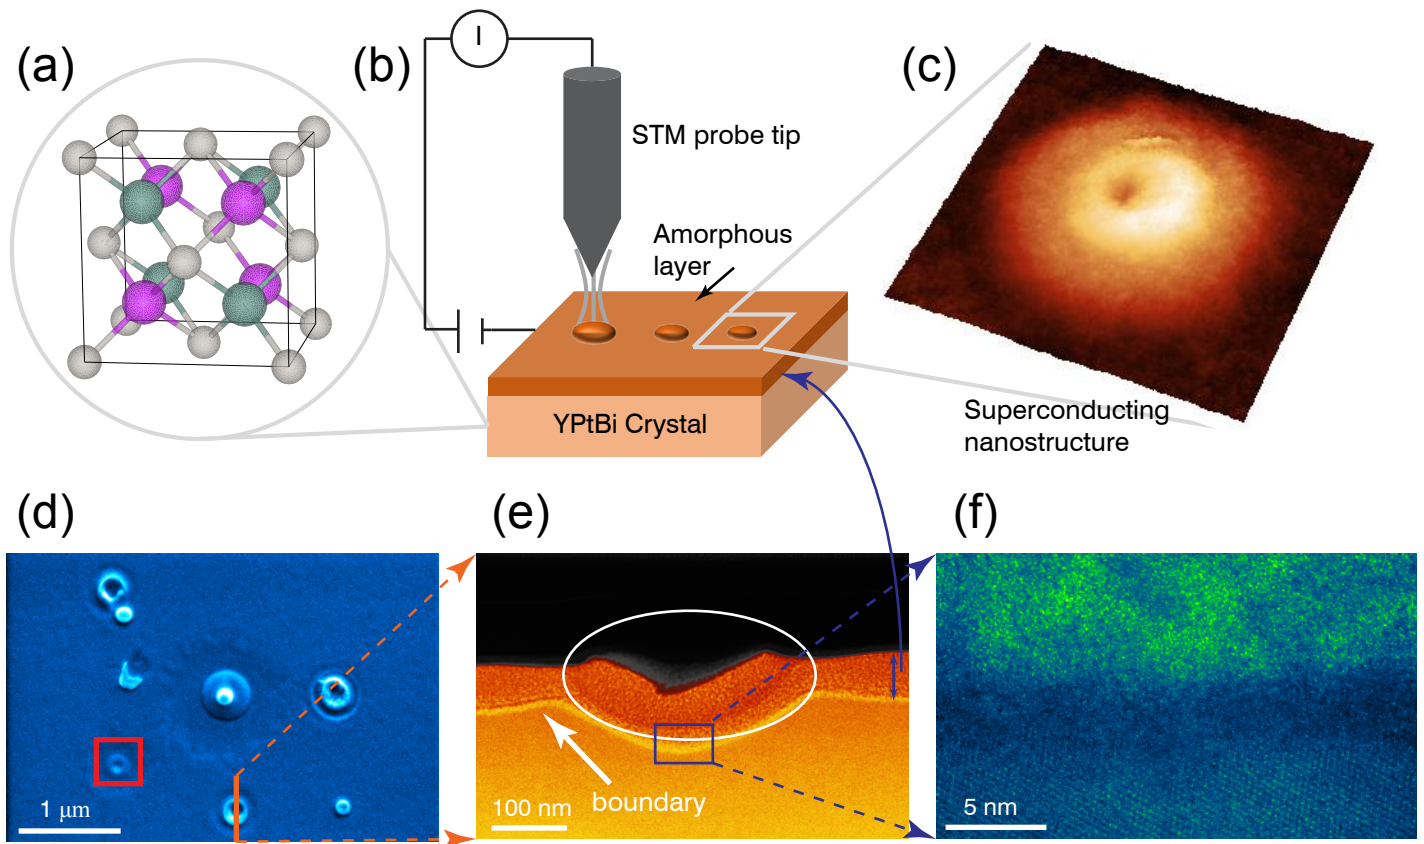 (a)
(b)
I
STM probe tip
Amorphous
layer
YPtBi Crystal
(c)
Superconducting
nanostructure
(d)
1 μm
(e)
boundary
100 nm
(f)
5 nm